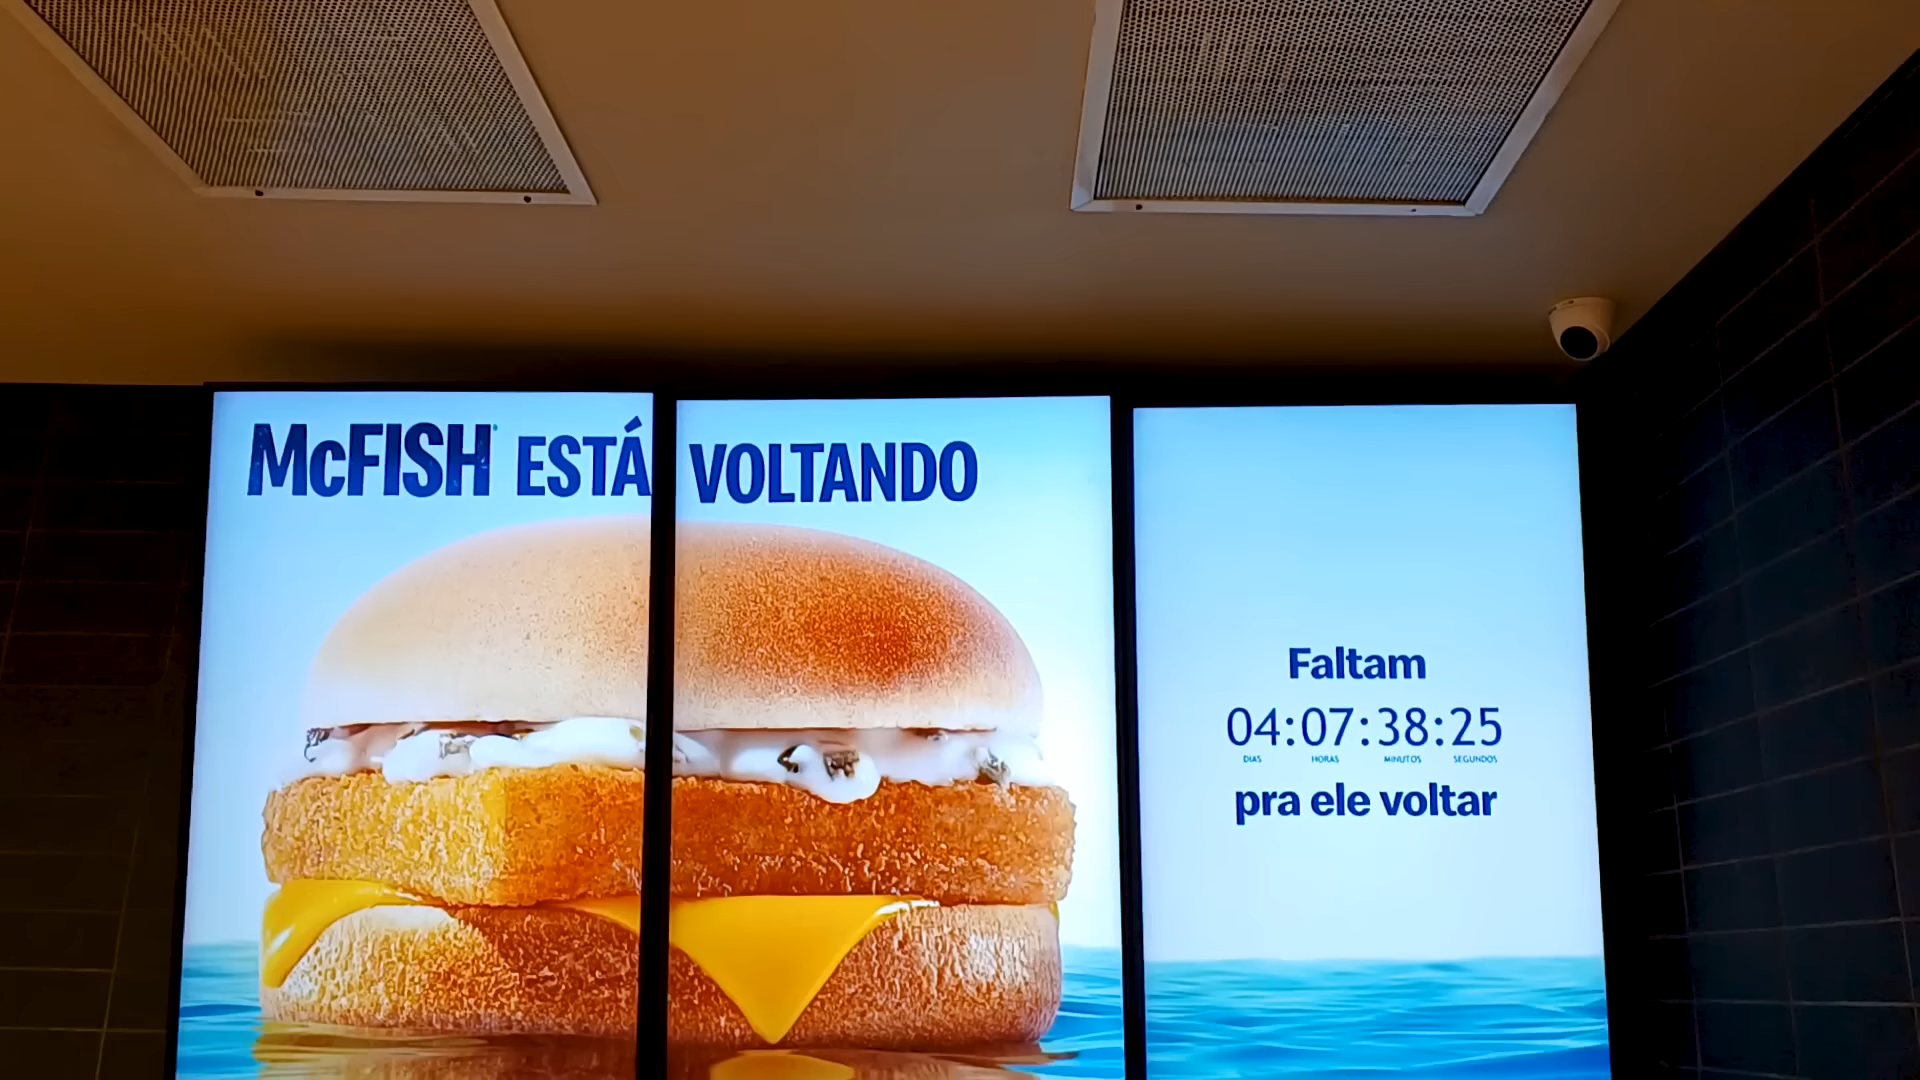 McFISH ESTÁ VOLTANDO
Faltam
04:07:38:25
DIAS HORAS MINUTOS SEGUNDOS
pra ele voltar